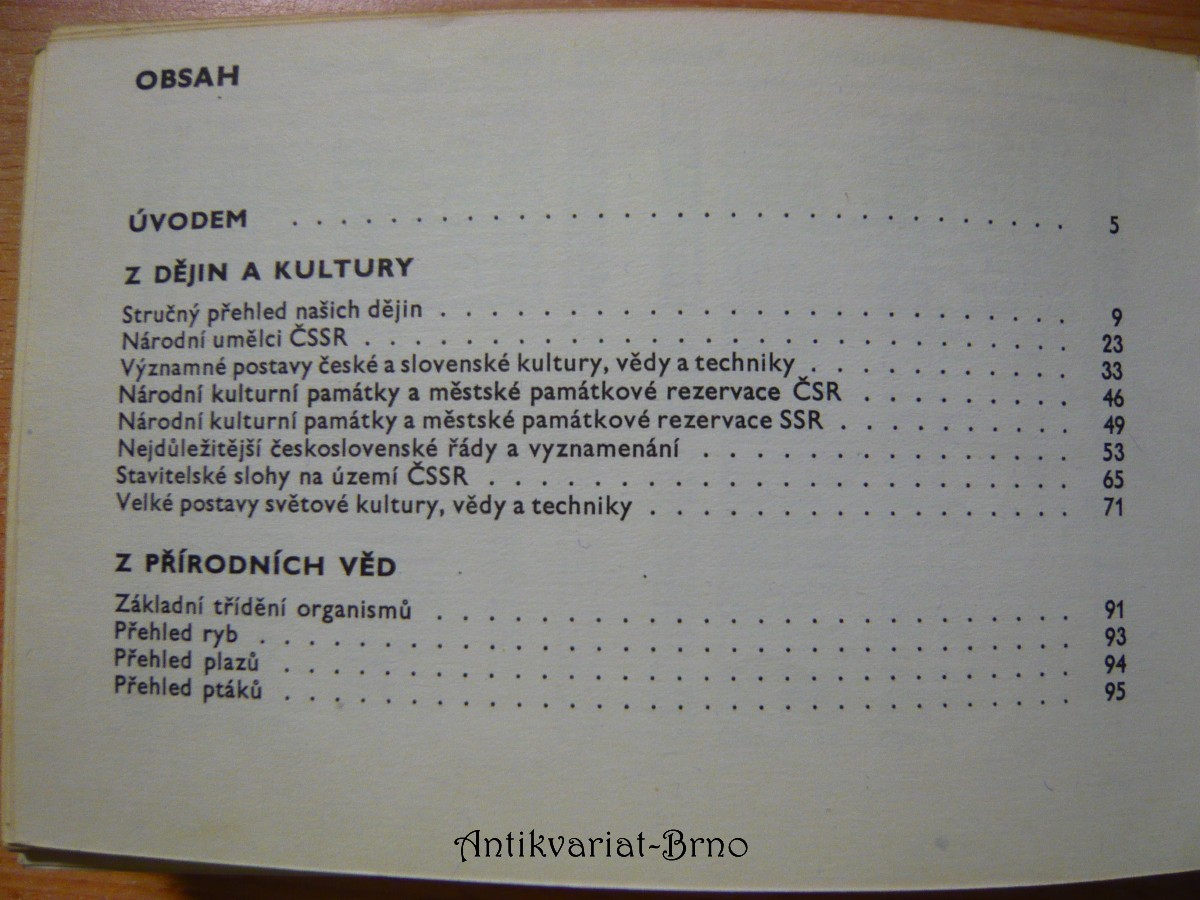 OBSAH
ÚVODEM . . . . . . . . . . . . . . . . . . . . . . . . . . . . . . 5
Z DĚJIN A KULTURY
Stručný přehled našich dějin . . . . . . . . . . . . . . . . . . . . . . . . 9
Národní umělci ČSSR . . . . . . . . . . . . . . . . . . . . . . . . . . . 23
Významné postavy české a slovenské kultury, vědy a techniky . . . . . . . . . . 33
Národní kulturní památky a městské památkové rezervace ČSR . . . . . . . . . 46
Národní kulturní památky a městské památkové rezervace SSR . . . . . . . . . 49
Nejdůležitější československé řády a vyznamenání . . . . . . . . . . . . . . 53
Stavitelské slohy na území ČSSR . . . . . . . . . . . . . . . . . . . . . . 65
Velké postavy světové kultury, vědy a techniky . . . . . . . . . . . . . . . . 71
Z PŘÍRODNÍCH VĚD
Základní třídění organismů . . . . . . . . . . . . . . . . . . . . . . . . 91
Přehled ryb . . . . . . . . . . . . . . . . . . . . . . . . . . . . . . . 93
Přehled plazů . . . . . . . . . . . . . . . . . . . . . . . . . . . . . . 94
Přehled ptáků . . . . . . . . . . . . . . . . . . . . . . . . . . . . . . 95
Antikvariat-Brno